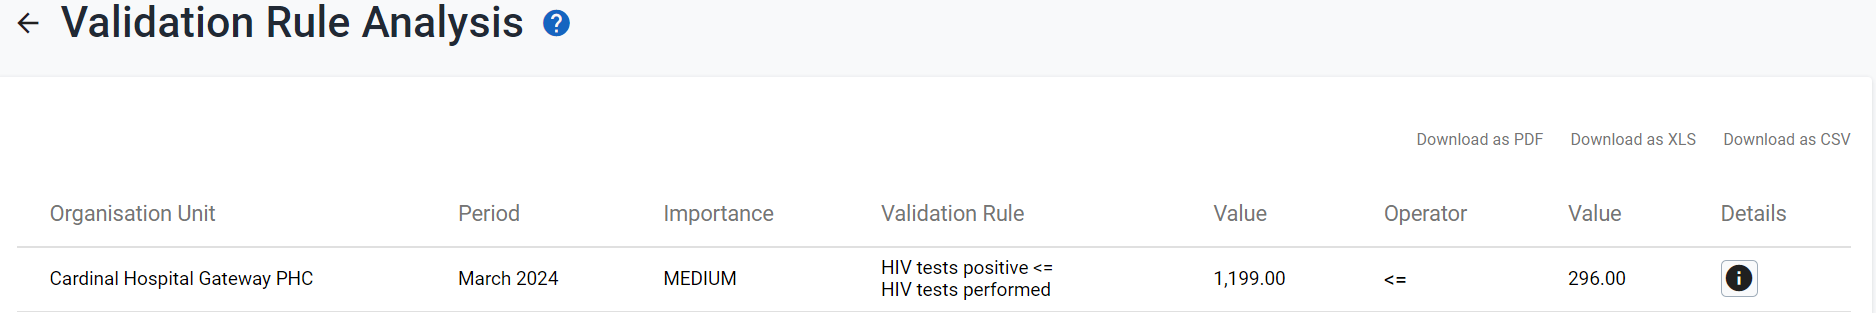 Validation Rule Analysis
Download as PDF Download as XLS Download as CSV
Organisation Unit Period Importance Validation Rule Value Operator Value Details
Cardinal Hospital Gateway PHC March 2024 MEDIUM HIV tests positive <= 1,199.00 <= 296.00
HIV tests performed